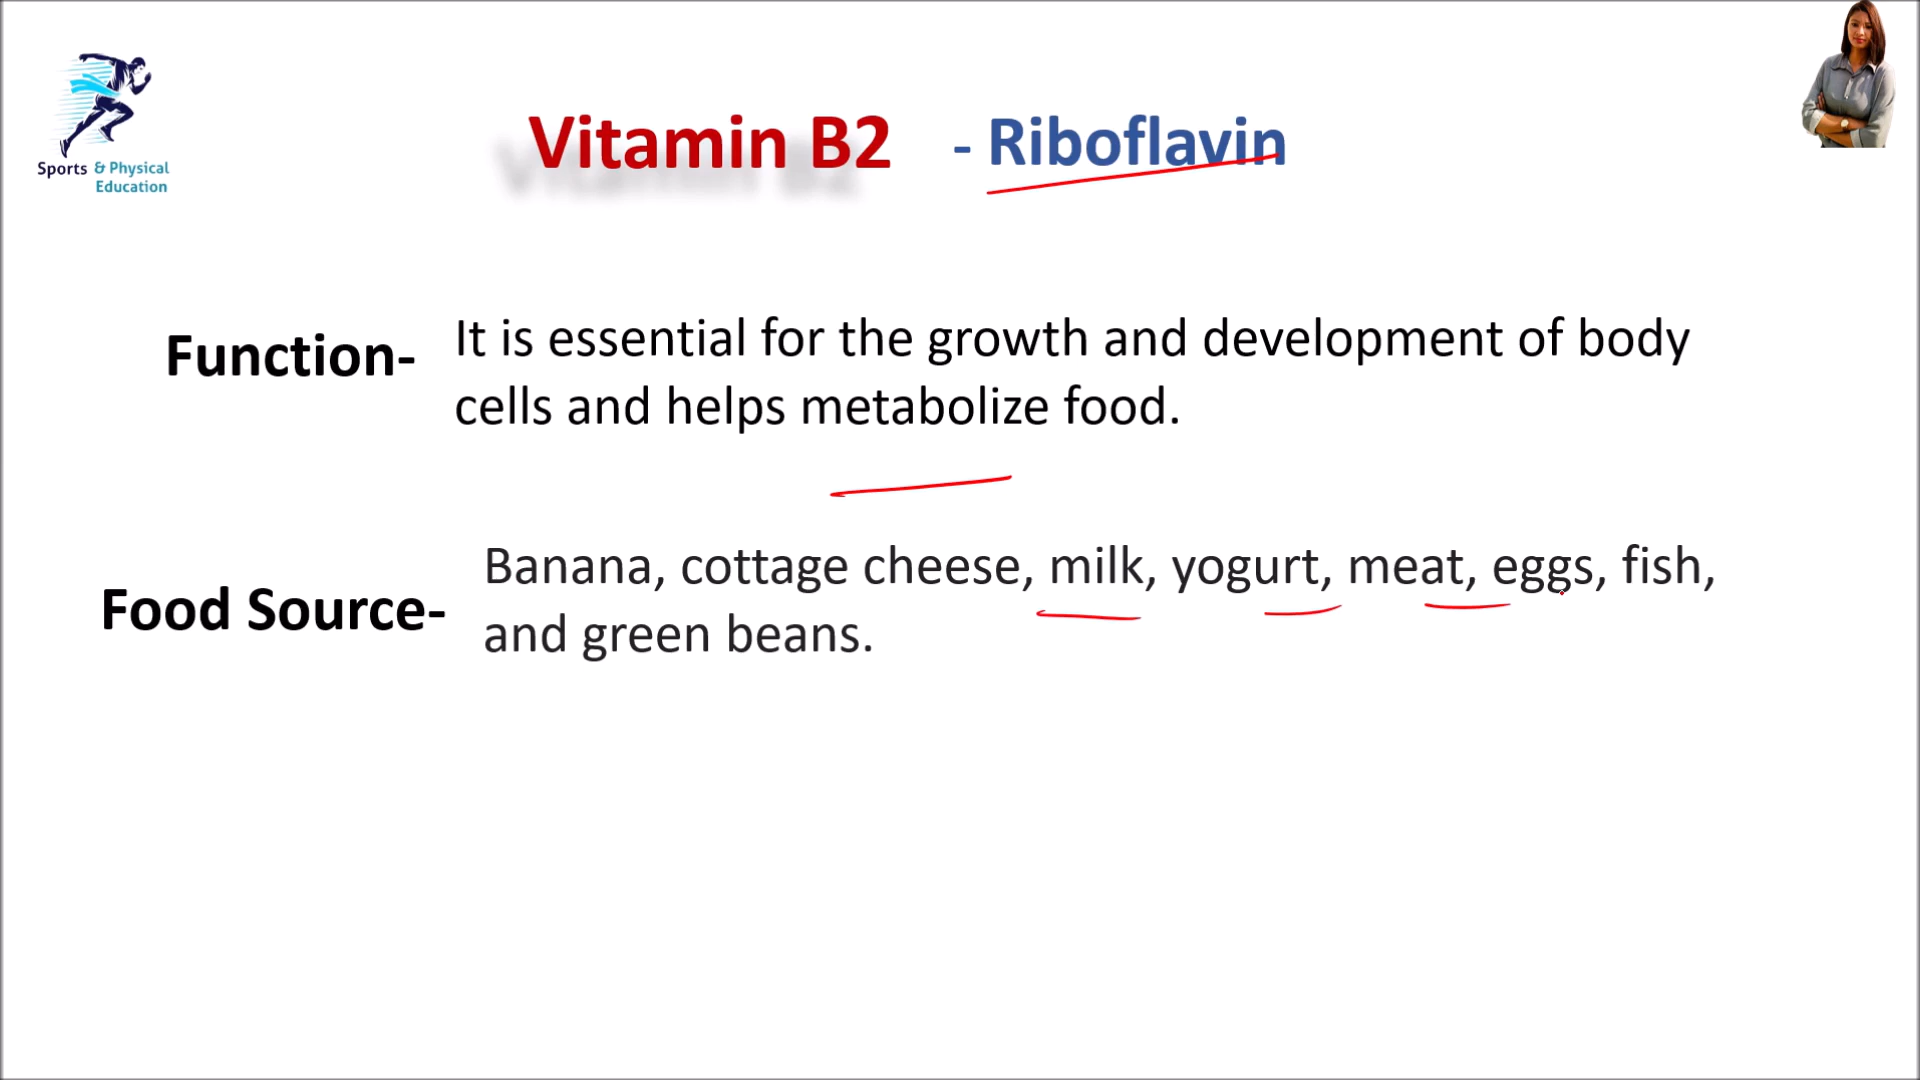 Sports & Physical
Education
Vitamin B2 - Riboflavin
Function- It is essential for the growth and development of body
cells and helps metabolize food.
Food Source- Banana, cottage cheese, milk, yogurt, meat, eggs, fish,
and green beans.